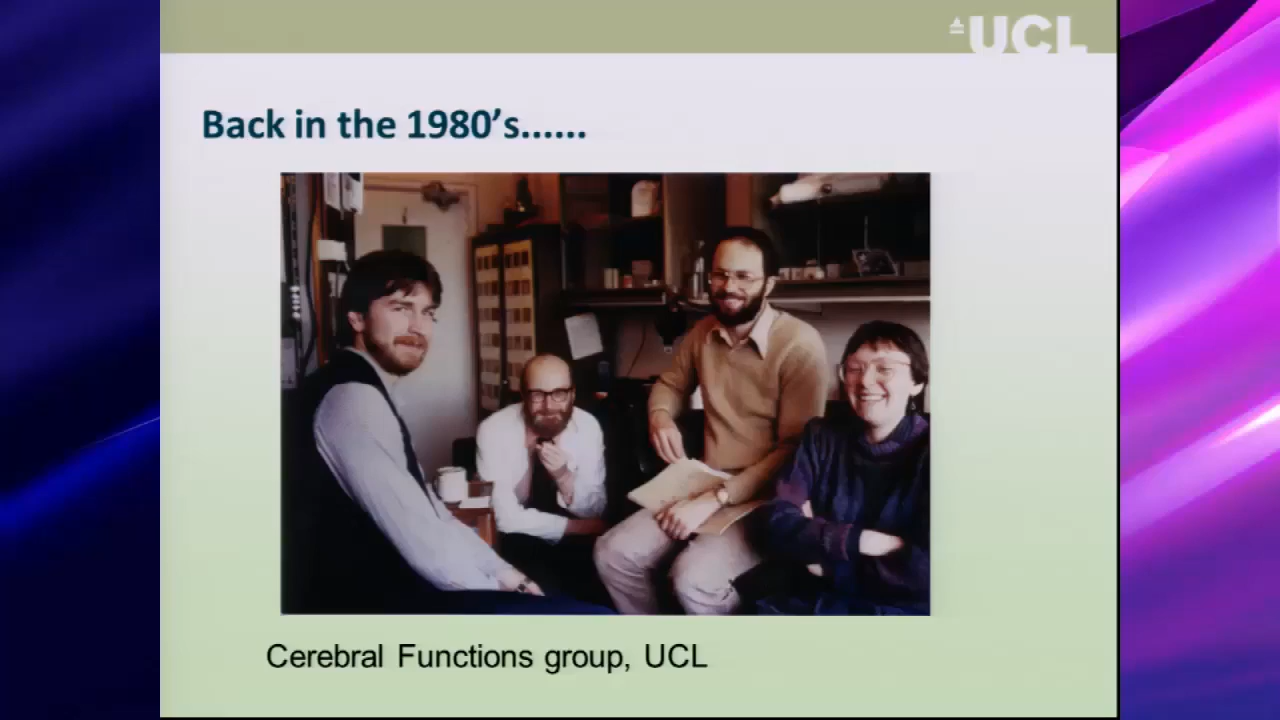 UCL
Back in the 1980's......
Cerebral Functions group, UCL